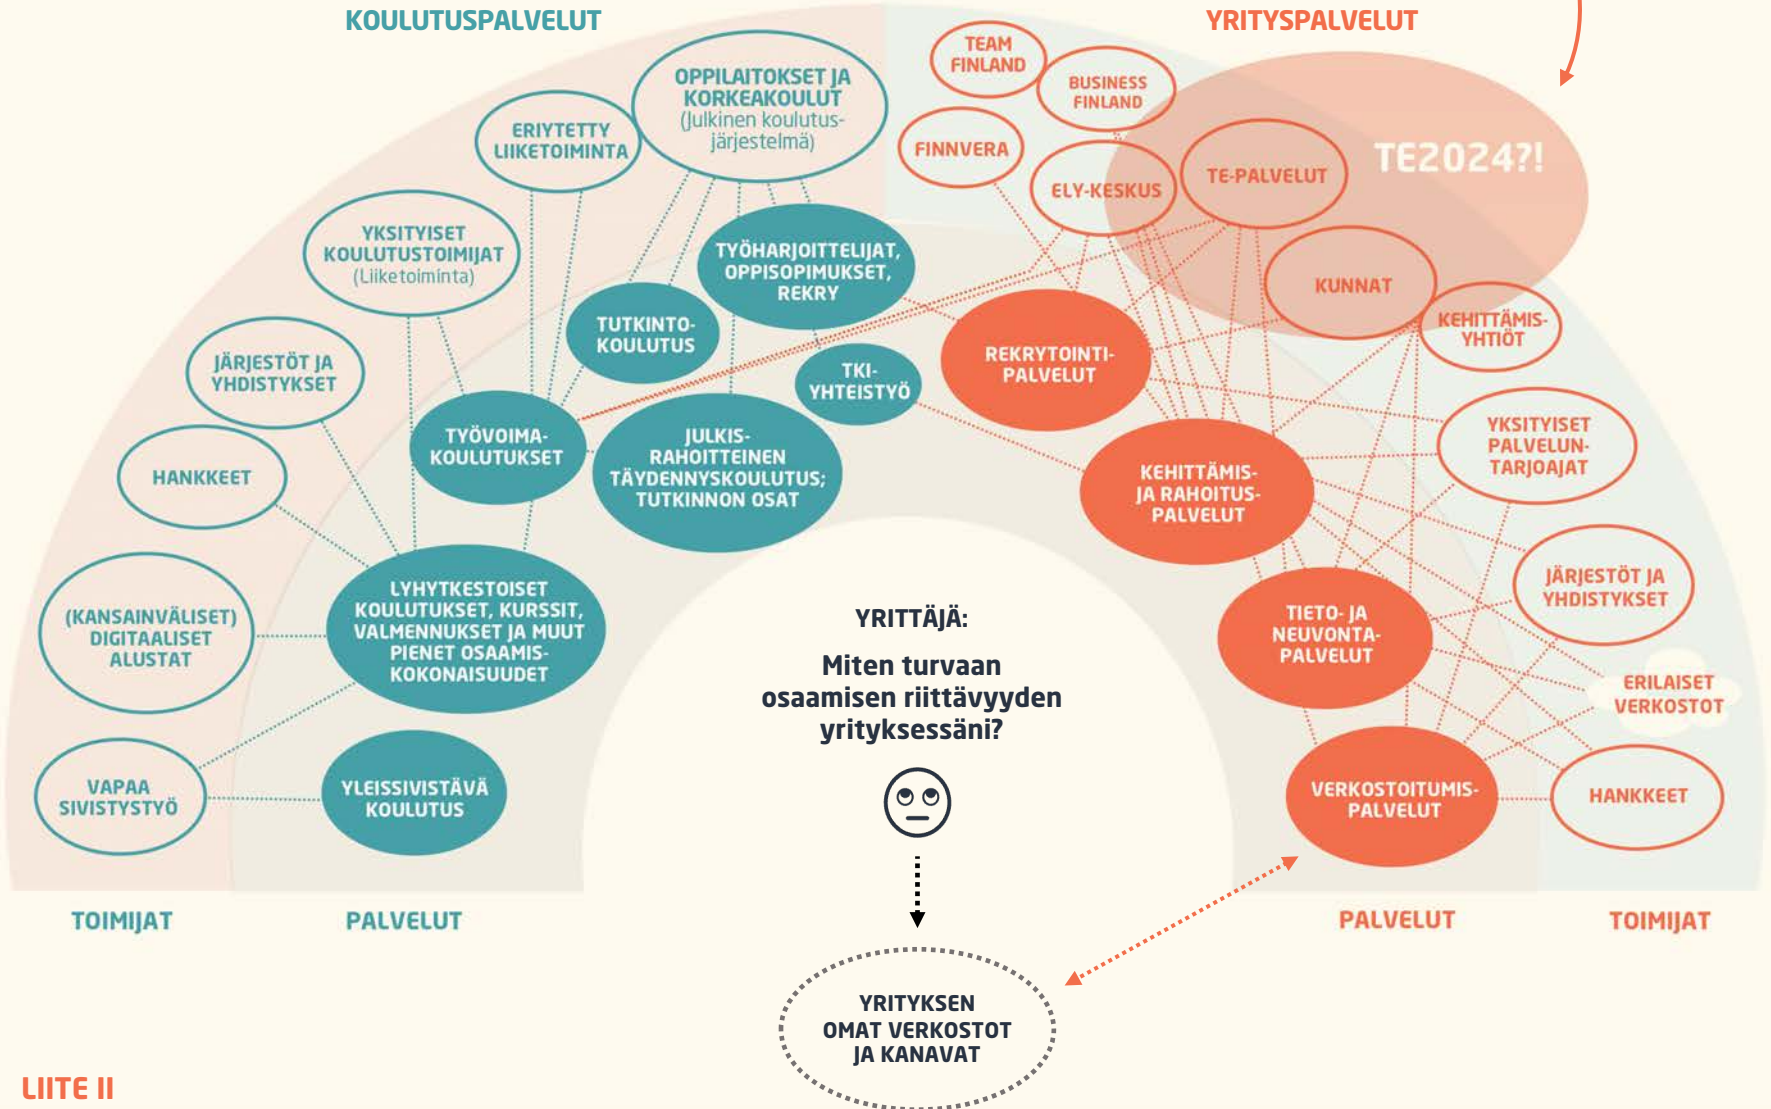 KOULUTUSPALVELUT
YRITYSPALVELUT
OPPILAITOKSET JA
KORKEAKOULUT
(Julkinen koulutus-
järjestelmä)
ERIYTETTY
LIIKETOIMINTA
YKSITYISET
KOULUTUSTOIMIJAT
(Liiketoiminta)
JÄRJESTÖT JA
YHDISTYKSET
HANKKEET
(KANSAINVÄLISET)
DIGITAALISET
ALUSTAT
VAPAA
SIVISTYSTYÖ
TYÖHARJOITTELIJAT,
OPPISOPIMUKSET,
REKRY
TUTKINTO-
KOULUTUS
TKI-
YHTEISTYÖ
TYÖVOIMA-
KOULUTUKSET
JULKIS-
RAHOITTEINEN
TÄYDENNYSKOULUTUS;
TUTKINNON OSAT
LYHYTKESTOISET
KOULUTUKSET, KURSSIT,
VALMENNUKSET JA MUUT
PIENET OSAAMIS-
KOKONAISUUDET
YLEISSIVISTÄVÄ
KOULUTUS
TEAM
FINLAND
BUSINESS
FINLAND
FINNVERA
ELY-KESKUS
TE-PALVELUT
TE2024?!
KUNNAT
KEHITTÄMIS-
YHTIÖT
REKRYTOINTI-
PALVELUT
YKSITYISET
PALVELUN-
TARJOAJAT
KEHITTÄMIS-
JA RAHOITUS-
PALVELUT
JÄRJESTÖT JA
YHDISTYKSET
TIETO- JA
NEUVONTA-
PALVELUT
ERILAISET
VERKOSTOT
VERKOSTOITUMIS-
PALVELUT
HANKKEET
YRITTÄJÄ:
Miten turvaan
osaamisen riittävyyden
yrityksessäni?
TOIMIJAT
PALVELUT
PALVELUT
TOIMIJAT
YRITYKSEN
OMAT VERKOSTOT
JA KANAVAT
LIITE II